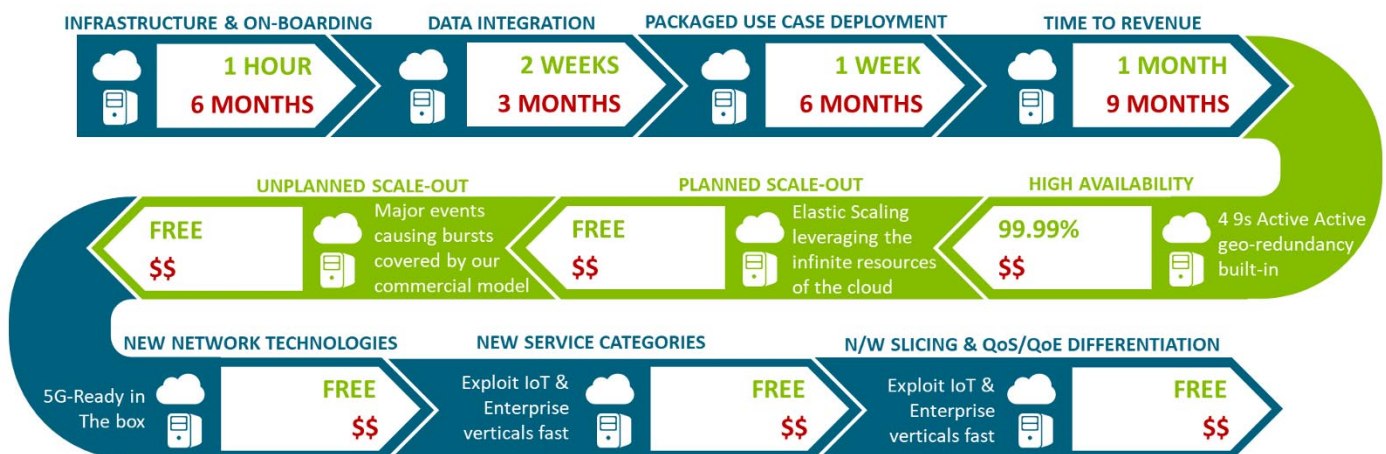 INFRASTRUCTURE & ON-BOARDING
1 HOUR
6 MONTHS
DATA INTEGRATION
2 WEEKS
3 MONTHS
PACKAGED USE CASE DEPLOYMENT
1 WEEK
6 MONTHS
TIME TO REVENUE
1 MONTH
9 MONTHS
HIGH AVAILABILITY
99.99%
$$
4 9s Active Active
geo-redundancy
built-in
PLANNED SCALE-OUT
FREE
$$
Elastic Scaling
leveraging the
infinite resources
of the cloud
UNPLANNED SCALE-OUT
FREE
$$
Major events
causing bursts
covered by our
commercial model
NEW NETWORK TECHNOLOGIES
5G-Ready in
The box
FREE
$$
NEW SERVICE CATEGORIES
Exploit IoT &
Enterprise
verticals fast
FREE
$$
N/W SLICING & QoS/QoE DIFFERENTIATION
Exploit IoT &
Enterprise
verticals fast
FREE
$$